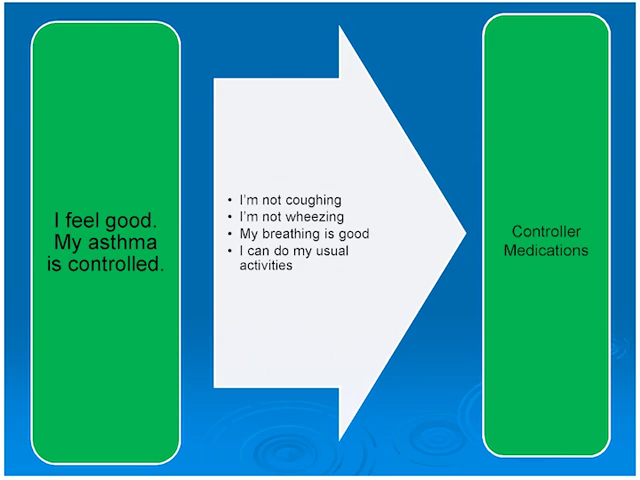 I feel good.
My asthma
is controlled.
• I'm not coughing
• I'm not wheezing
• My breathing is good
• I can do my usual
activities
Controller
Medications